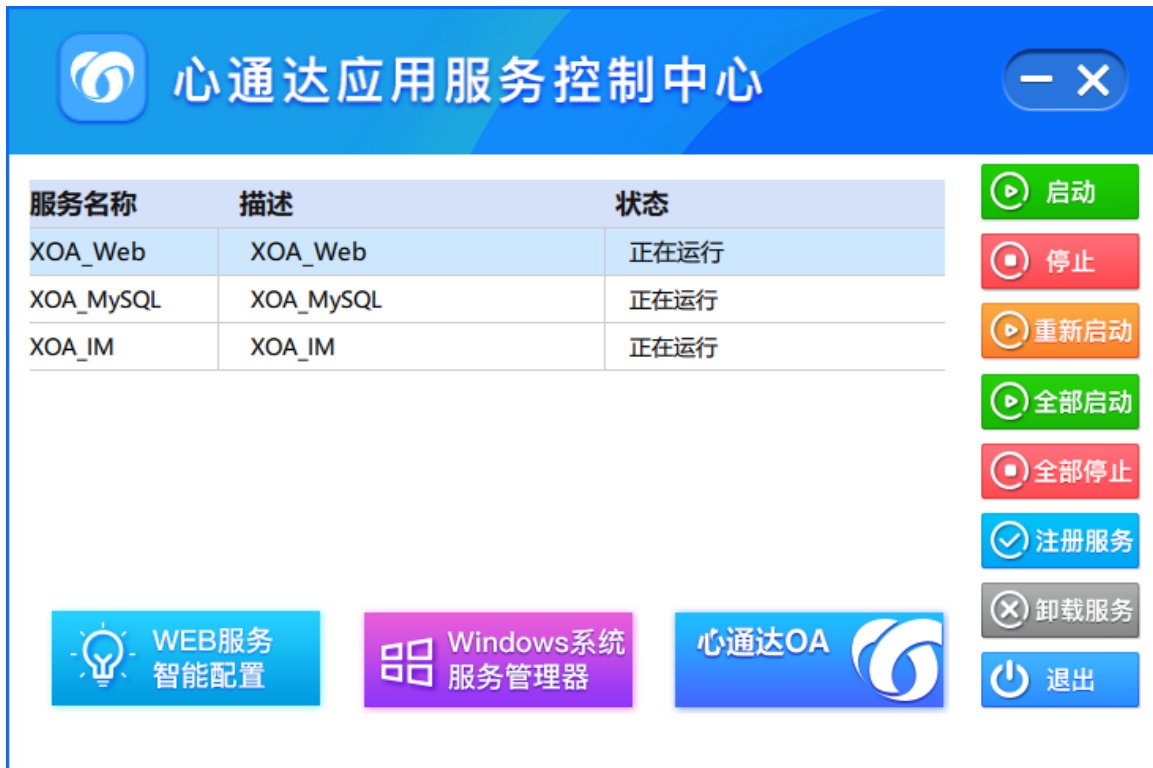 心通达应用服务控制中心
服务名称 描述 状态
XOA_Web XOA_Web 正在运行
XOA_MySQL XOA_MySQL 正在运行
XOA_IM XOA_IM 正在运行
启动
停止
重新启动
全部启动
全部停止
注册服务
卸载服务
退出
WEB服务
智能配置
Windows系统
服务管理器
心通达OA